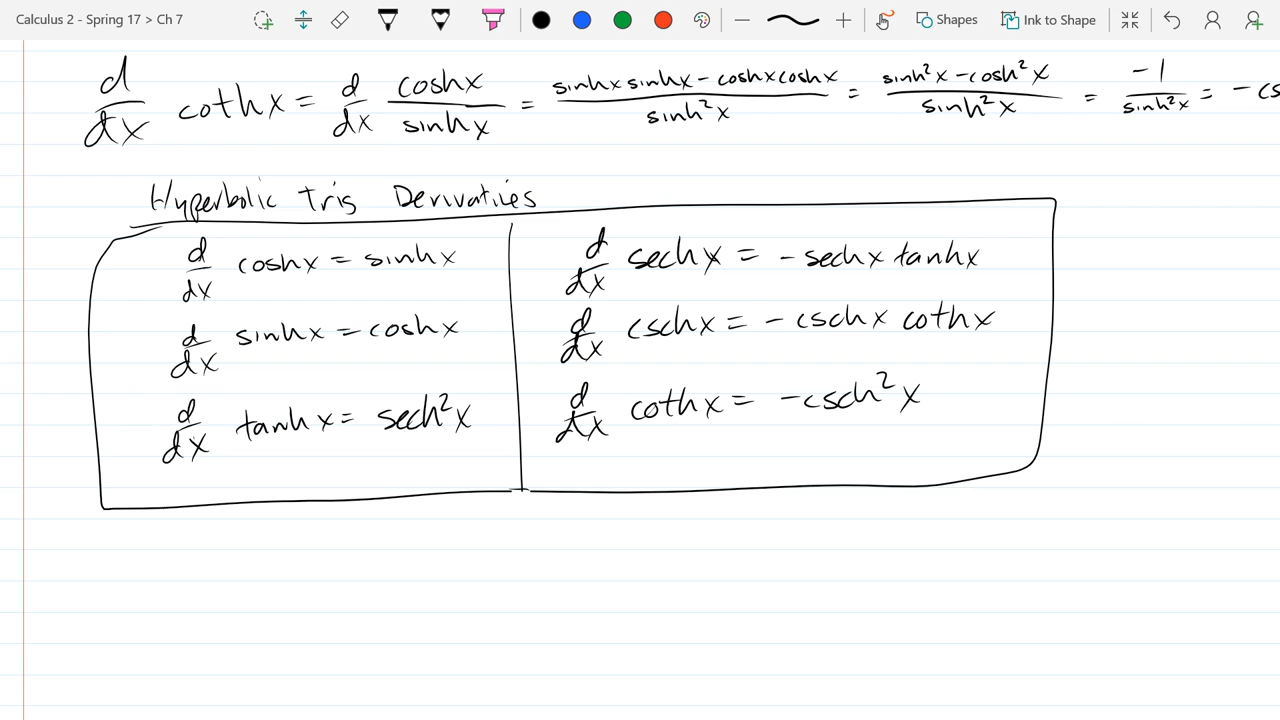 Calculus 2 - Spring 17 > Ch 7 Shapes Ink to Shape
d/dx coth x = d/dx cosh x / sinh x = (sinh x sinh x - cosh x cosh x) / sinh² x = (sinh² x - cosh² x) / sinh² x = -1 / sinh² x = - cs
Hyperbolic Trig Derivatives
d/dx cosh x = sinh x
d/dx sinh x = cosh x
d/dx tanh x = sech² x
d/dx sech x = - sech x tanh x
d/dx csch x = - csch x coth x
d/dx coth x = - csch² x